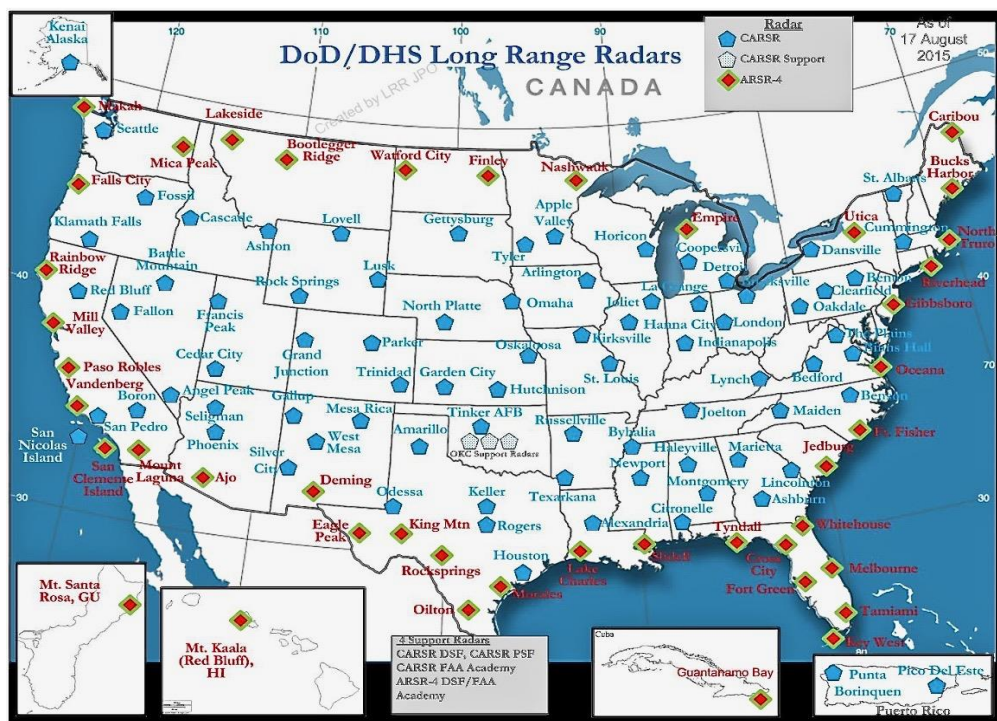 Kenai
Alaska
120
DoD/DHS Long Range Radars
100
90
CANADA
Created by LRR JPO
Radar
CARSR
CARSR Support
ARSR-4
As of
17 August
2015
Makah
Seattle
Lakeside
Mica Peak
Bootlegger
Ridge
Watford City
Finley
Nashwauk
Caribou
Bucks
Harbor
Falls City
Fossil
St. Albans
Klamath Falls
Cascade
Ashton
Lovell
Gettysburg
Apple
Valley
Tyler
Horicon
Empire
Coopersville
Detroit
Utica
Cummington
Dansville
North
Truro
Rainbow
Ridge
40
Battle
Mountain
Red Bluff
Fallon
Rock Springs
Lusk
Arlington
Omaha
Joliet
LaGrange
Brecksville
Benton
Clearfield
Oakdale
Riverhead
Gibbsboro
40
Mill
Valley
Francis
Peak
North Platte
Kirksville
Hanna City
Indianapolis
London
The Plains
Paso Robles
Cedar City
Grand
Junction
Parker
Oskaloosa
St. Louis
Lynch
Bedford
Oceana
70
Vandenberg
Boron
Angel Peak
Trinidad
Garden City
Hutchnison
Benson
San Pedro
Seligman
Gallup
Mesa Rica
Tinker AFB
Russellville
Joelton
Maiden
Ft. Fisher
San
Nicolas
Island
Phoenix
West
Mesa
Amarillo
OKC Support Radars
Byhalia
Haleyville
Marietta
Jedburg
San
Clemente
Island
Mount
Laguna
Ajo
Silver
City
Deming
Newport
Montgomery
Lincolnton
Ashburn
30
Odessa
Keller
Texarkana
Citronelle
30
Eagle
Peak
King Mtn
Rogers
Alexandria
Slidell
Tyndall
Cross
City
Whitehouse
Rocksprings
Houston
Lake
Charles
Morales
Fort Green
Melbourne
Oilton
Tamiami
Key West
80
Mt. Santa
Rosa, GU
Mt. Kaala
(Red Bluff),
HI
4 Support Radars
CARSR DSF, CARSR PSF
CARSR FAA Academy
ARSR-4 DSF/FAA
Academy
Cuba
Guantanamo Bay
Punta
Borinquen
Pico Del Este
Puerto Rico